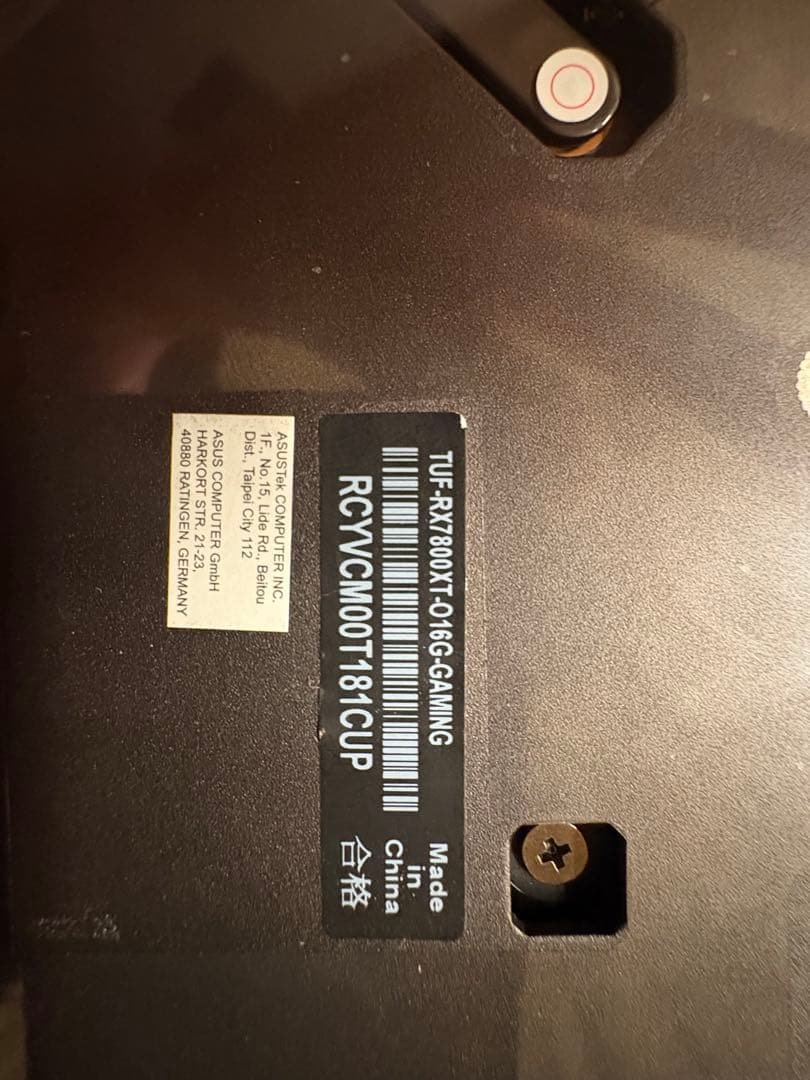 TUF-RX7800XT-O16G-GAMING
RCYVCM00T181CUP
Made
in
China
合格
ASUSTek COMPUTER INC.
1F., No.15, Lide Rd., Beitou
Dist., Taipei City 112
ASUS COMPUTER GmbH
HARKORT STR. 21-23,
40880 RATINGEN, GERMANY